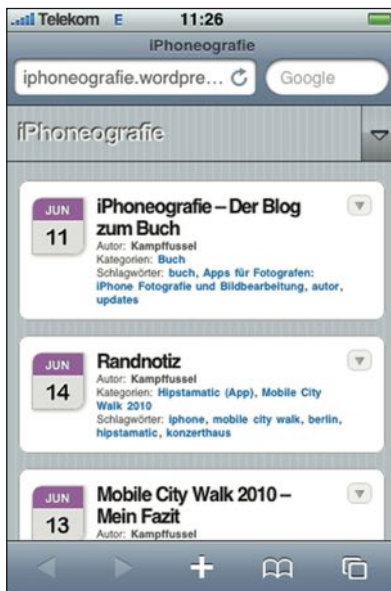 Telekom E 11:26
iPhoneografie
iphoneografie.wordpre... Google
iPhoneografie
JUN
11
iPhoneografie – Der Blog
zum Buch
Autor: Kampffussel
Kategorien: Buch
Schlagwörter: buch, Apps für Fotografen:
iPhone Fotografie und Bildbearbeitung, autor,
updates
JUN
14
Randnotiz
Autor: Kampffussel
Kategorien: Hipstamatic (App), Mobile City
Walk 2010
Schlagwörter: iphone, mobile city walk, berlin,
hipstamatic, konzerthaus
JUN
13
Mobile City Walk 2010 –
Mein Fazit
Autor: Kampffussel